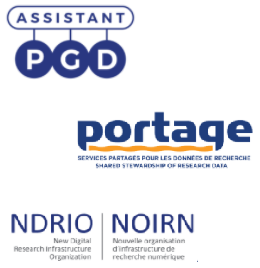 ASSISTANT
PGD
portage
SERVICES PARTAGÉS POUR LES DONNÉES DE RECHERCHE
SHARED STEWARDSHIP OF RESEARCH DATA
NDRIO | NOIRN
New Digital Research Infrastructure Organization
Nouvelle organisation d'infrastructure de recherche numérique